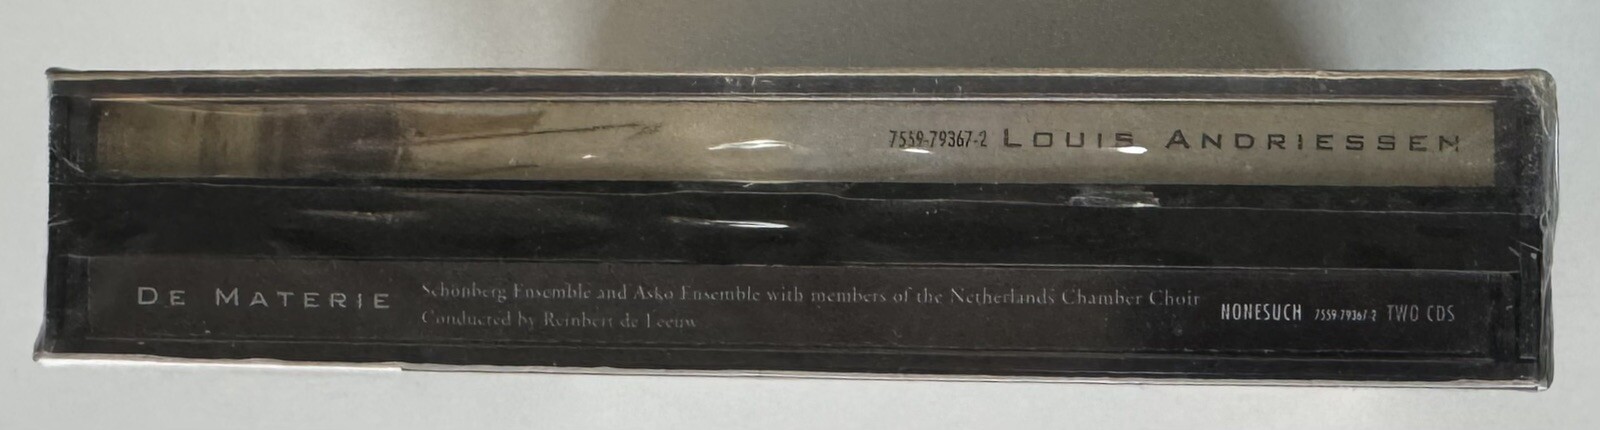 7559-79367-2 LOUIS ANDRIESSEN
DE MATERIE
Schönberg Ensemble and Asko Ensemble with members of the Netherlands Chamber Choir
Conducted by Reinbert de Leeuw
NONESUCH 7559-79367-2 TWO CDS